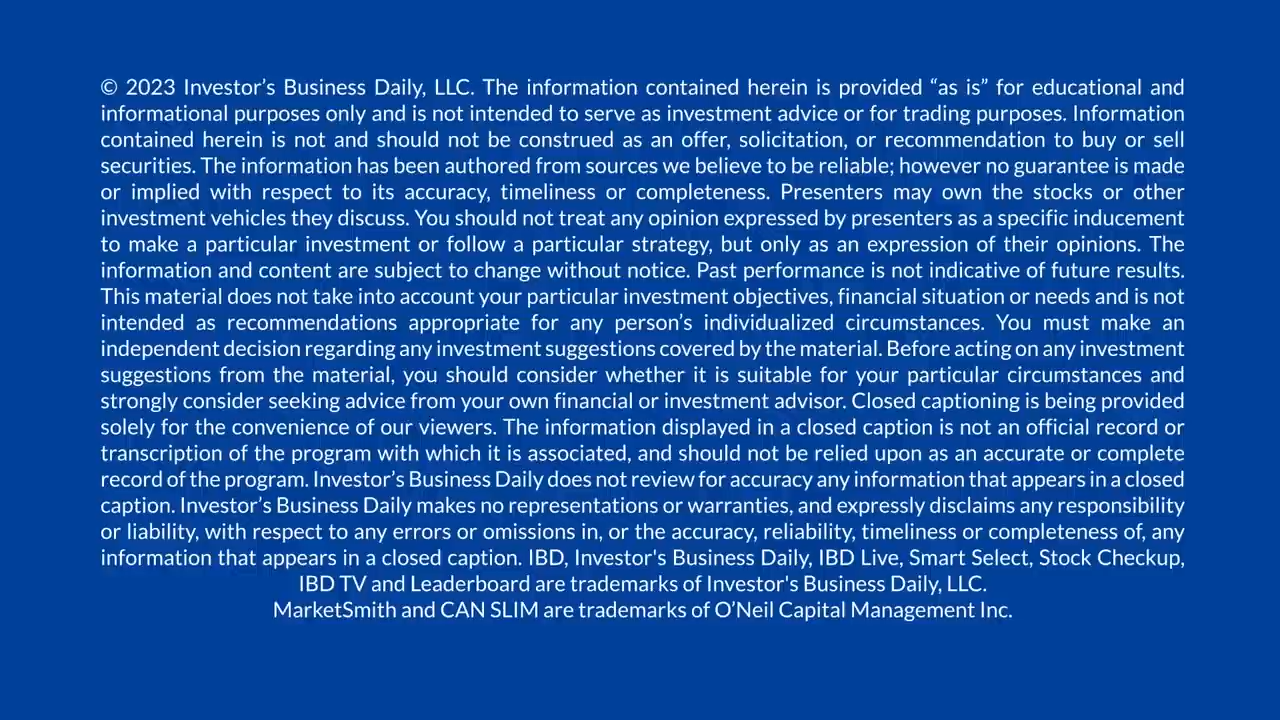 © 2023 Investor’s Business Daily, LLC. The information contained herein is provided “as is” for educational and
informational purposes only and is not intended to serve as investment advice or for trading purposes. Information
contained herein is not and should not be construed as an offer, solicitation, or recommendation to buy or sell
securities. The information has been authored from sources we believe to be reliable; however no guarantee is made
or implied with respect to its accuracy, timeliness or completeness. Presenters may own the stocks or other
investment vehicles they discuss. You should not treat any opinion expressed by presenters as a specific inducement
to make a particular investment or follow a particular strategy, but only as an expression of their opinions. The
information and content are subject to change without notice. Past performance is not indicative of future results.
This material does not take into account your particular investment objectives, financial situation or needs and is not
intended as recommendations appropriate for any person’s individualized circumstances. You must make an
independent decision regarding any investment suggestions covered by the material. Before acting on any investment
suggestions from the material, you should consider whether it is suitable for your particular circumstances and
strongly consider seeking advice from your own financial or investment advisor. Closed captioning is being provided
solely for the convenience of our viewers. The information displayed in a closed caption is not an official record or
transcription of the program with which it is associated, and should not be relied upon as an accurate or complete
record of the program. Investor’s Business Daily does not review for accuracy any information that appears in a closed
caption. Investor’s Business Daily makes no representations or warranties, and expressly disclaims any responsibility
or liability, with respect to any errors or omissions in, or the accuracy, reliability, timeliness or completeness of, any
information that appears in a closed caption. IBD, Investor's Business Daily, IBD Live, Smart Select, Stock Checkup,
IBD TV and Leaderboard are trademarks of Investor's Business Daily, LLC.
MarketSmith and CAN SLIM are trademarks of O’Neil Capital Management Inc.